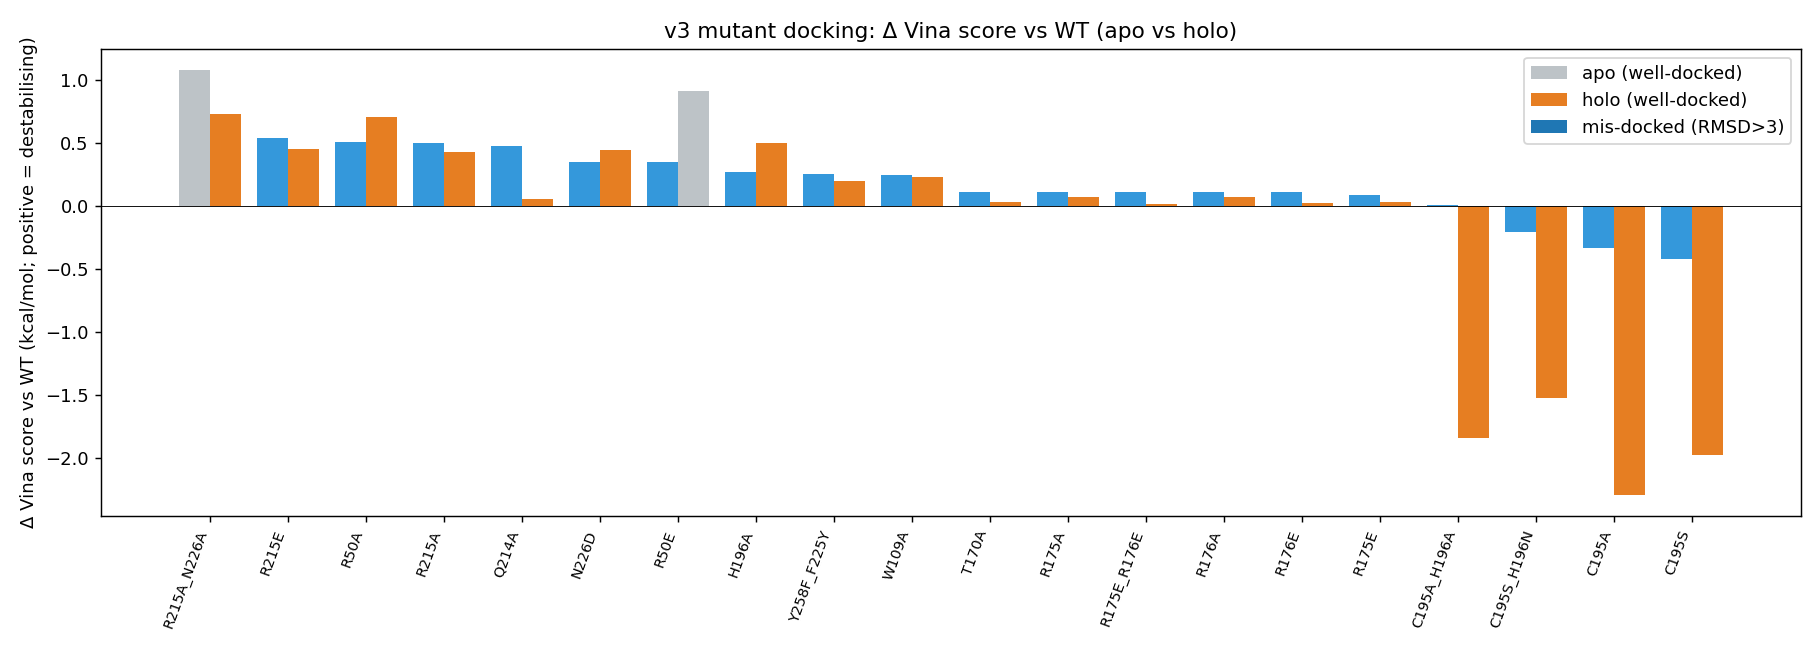 v3 mutant docking: Δ Vina score vs WT (apo vs holo)
Δ Vina score vs WT (kcal/mol; positive = destabilising)
1.0
0.5
0.0
−0.5
−1.0
−1.5
−2.0
apo (well-docked)
holo (well-docked)
mis-docked (RMSD>3)
R215A_N226A
R215E
R50A
R215A
Q214A
N226D
R50E
H196A
Y258F_F225Y
W109A
T170A
R175A
R175E_R176E
R176A
R176E
R175E
C195A_H196A
C195S_H196N
C195A
C195S